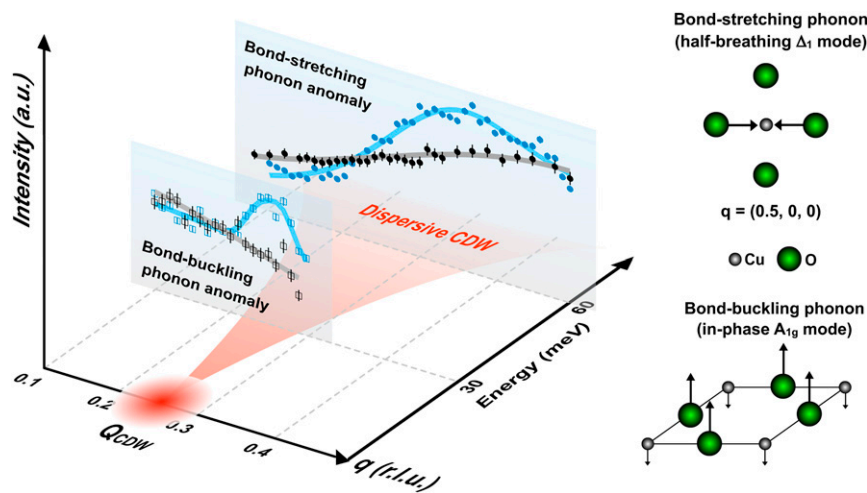 Bond-stretching
phonon anomaly
Intensity (a.u.)
Dispersive CDW
Bond-buckling
phonon anomaly
0.1
0.2
0.3
0.4
QCDW
q (r.l.u.)
30
60
Energy (meV)
Bond-stretching phonon
(half-breathing Δ1 mode)
q = (0.5, 0, 0)
Cu
O
Bond-buckling phonon
(in-phase A1g mode)